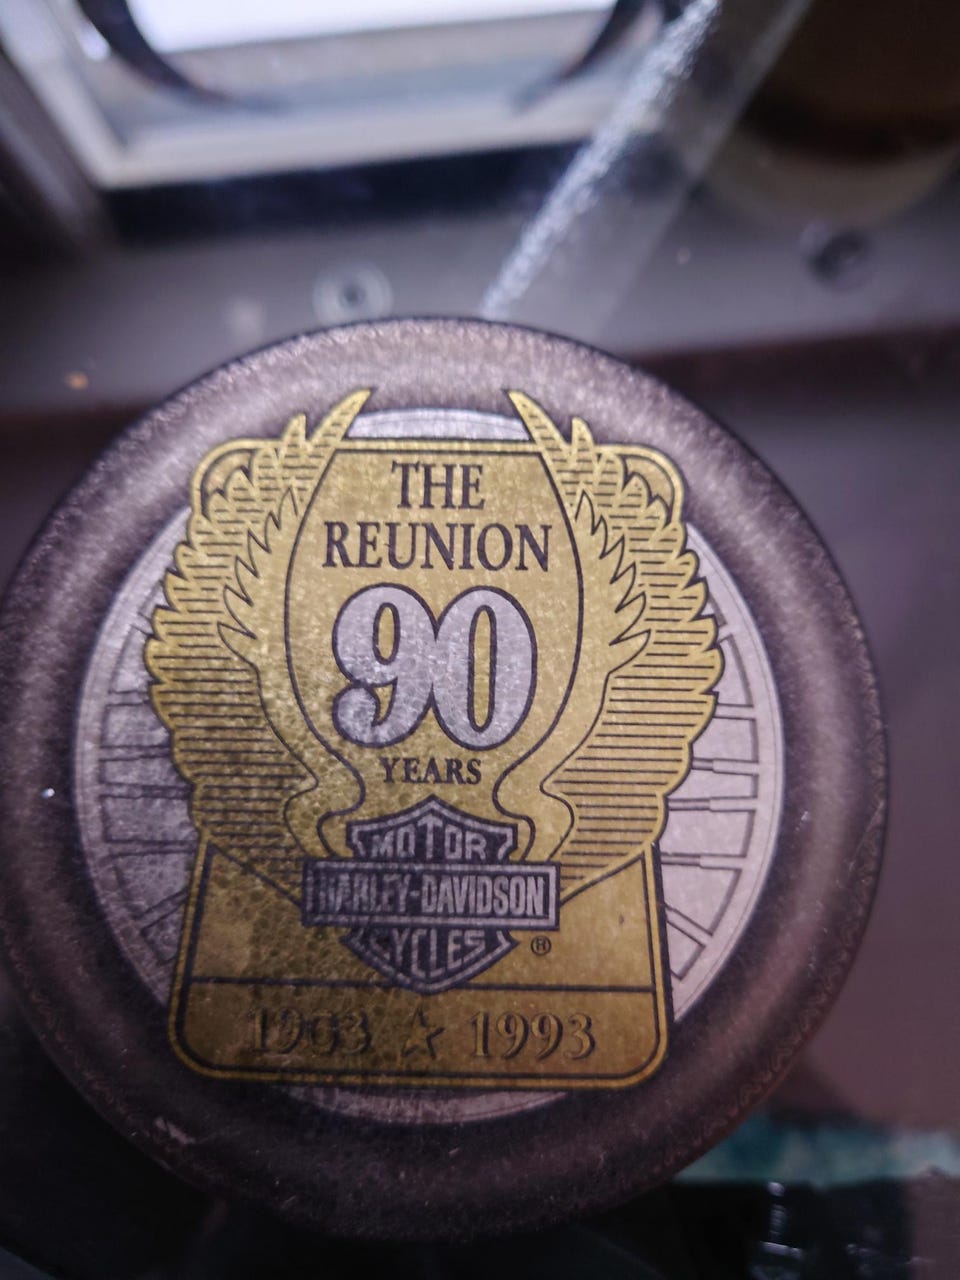 THE
REUNION
90
YEARS
MOTOR
HARLEY-DAVIDSON
CYCLES ®
1903 ☆ 1993